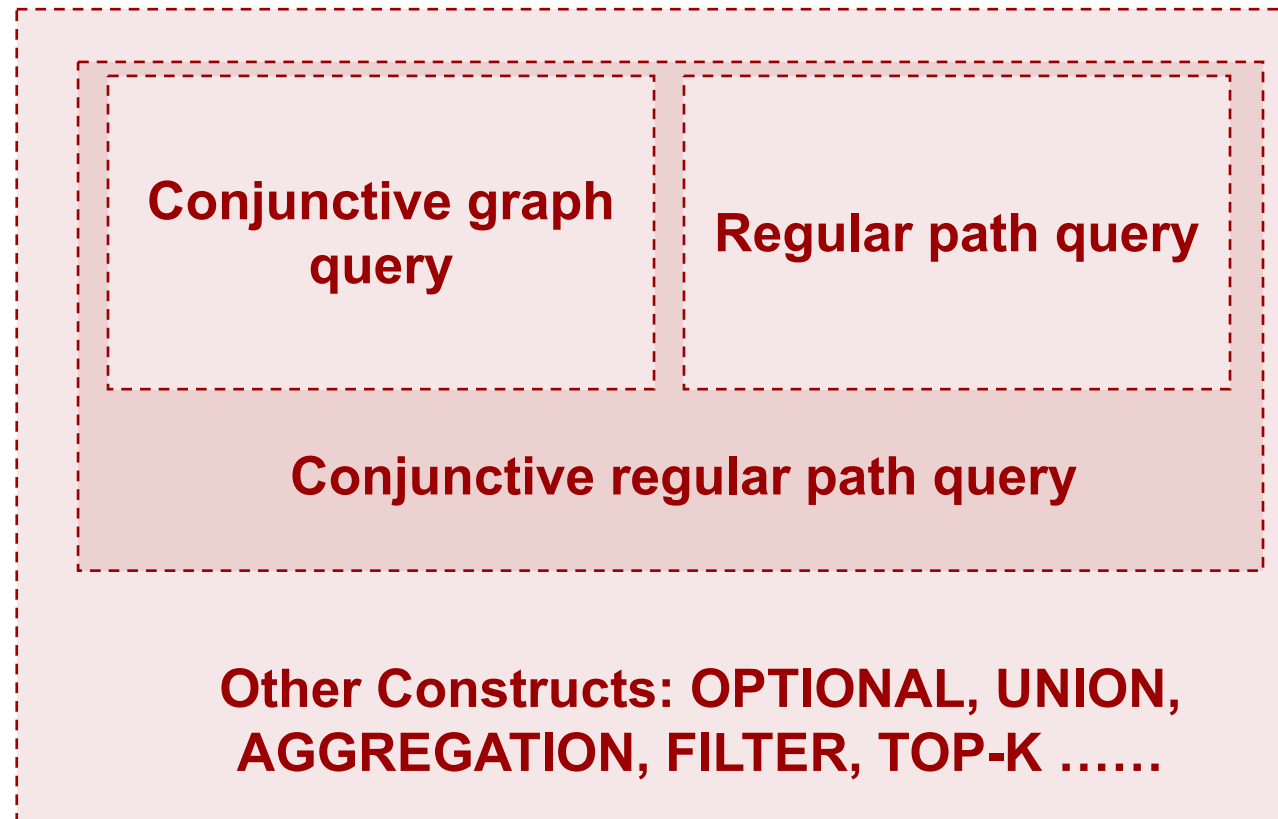 Conjunctive graph
query
Regular path query
Conjunctive regular path query
Other Constructs: OPTIONAL, UNION,
AGGREGATION, FILTER, TOP-K ……